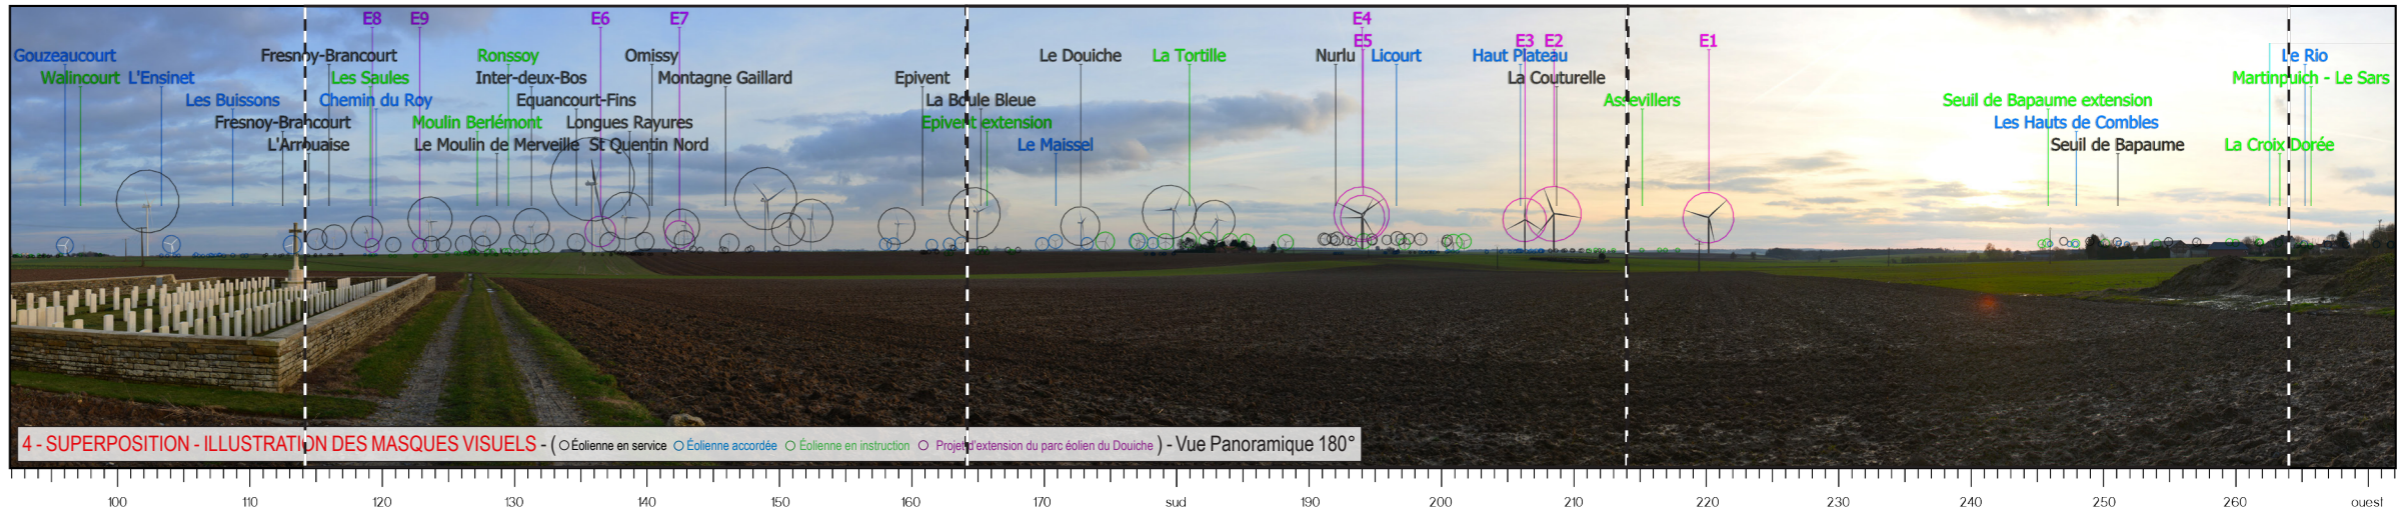 E8 E9 E6 E7 E4
E5 E3 E2 E1
Gouzeaucourt Fresnoy-Brancourt Ronssoy Omissy Le Douiche La Tortille Nurlu Licourt Haut Plateau Le Rio
Walincourt L'Ensinet Les Saules Inter-deux-Bos Montagne Gaillard Epivent La Couturelle Martinpuich - Le Sars
Les Buissons Chemin du Roy Equancourt-Fins La Boule Bleue Assevillers Seuil de Bapaume extension
Fresnoy-Brancourt Moulin Berlémont Longues Rayures Epivent extension Les Hauts de Combles
L'Arrouaise Le Moulin de Merveille St Quentin Nord Le Maissel Seuil de Bapaume La Croix Dorée
4 - SUPERPOSITION - ILLUSTRATION DES MASQUES VISUELS - ( Éolienne en service Éolienne accordée Éolienne en instruction Projet d'extension du parc éolien du Douiche ) - Vue Panoramique 180°
100 110 120 130 140 150 160 170 sud 190 200 210 220 230 240 250 260 ouest